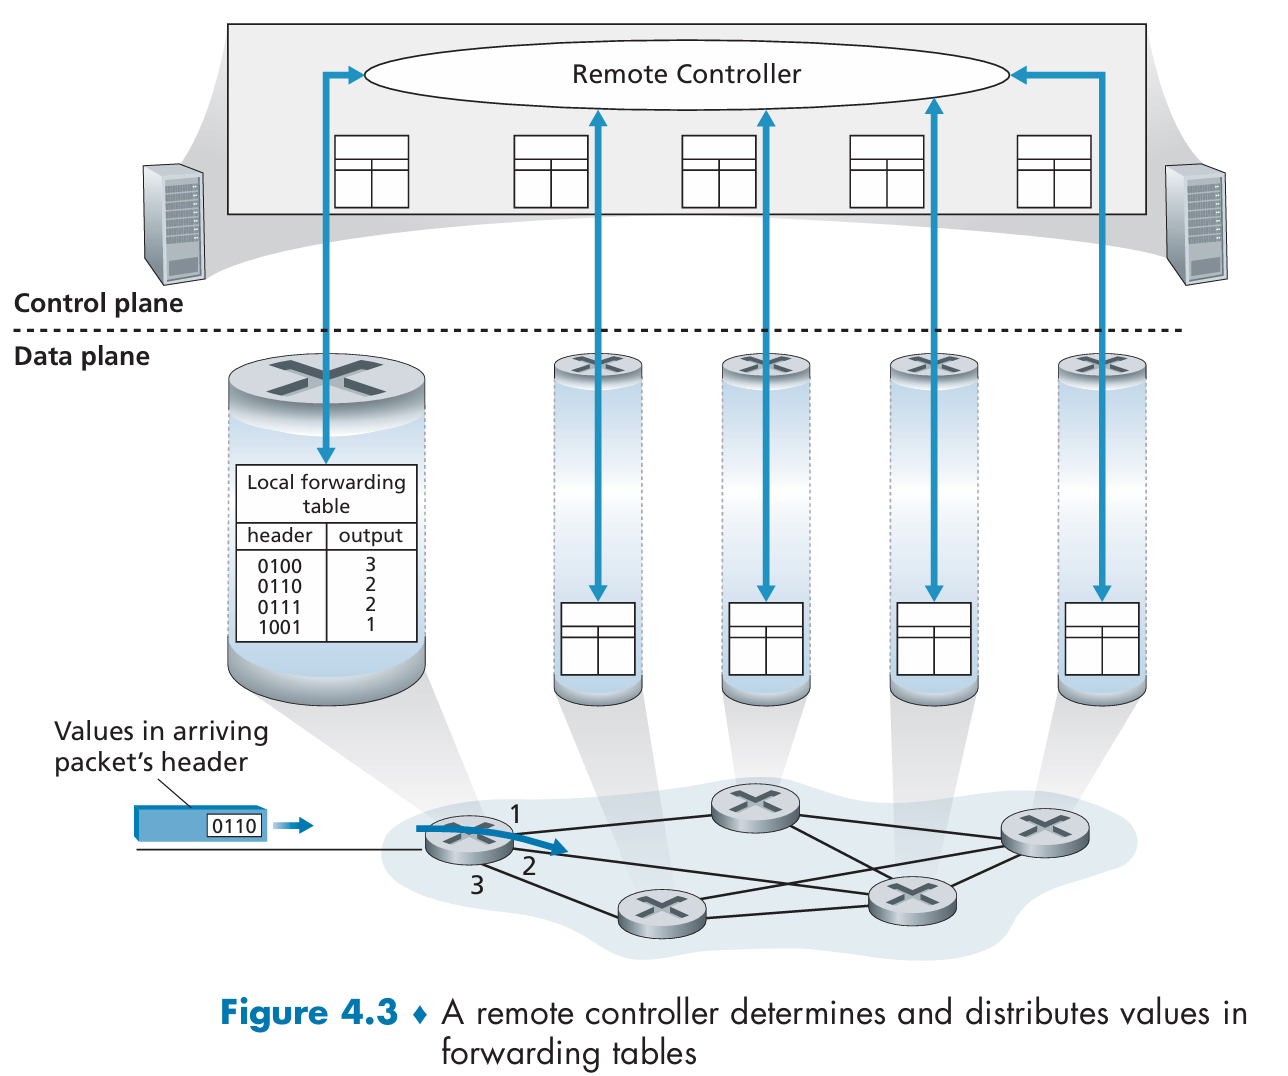 Remote Controller
Control plane
Data plane
Local forwarding
table
header output
0100 3
0110 2
0111 2
1001 1
Values in arriving
packet’s header
0110
1
2
3
Figure 4.3 ♦ A remote controller determines and distributes values in
forwarding tables